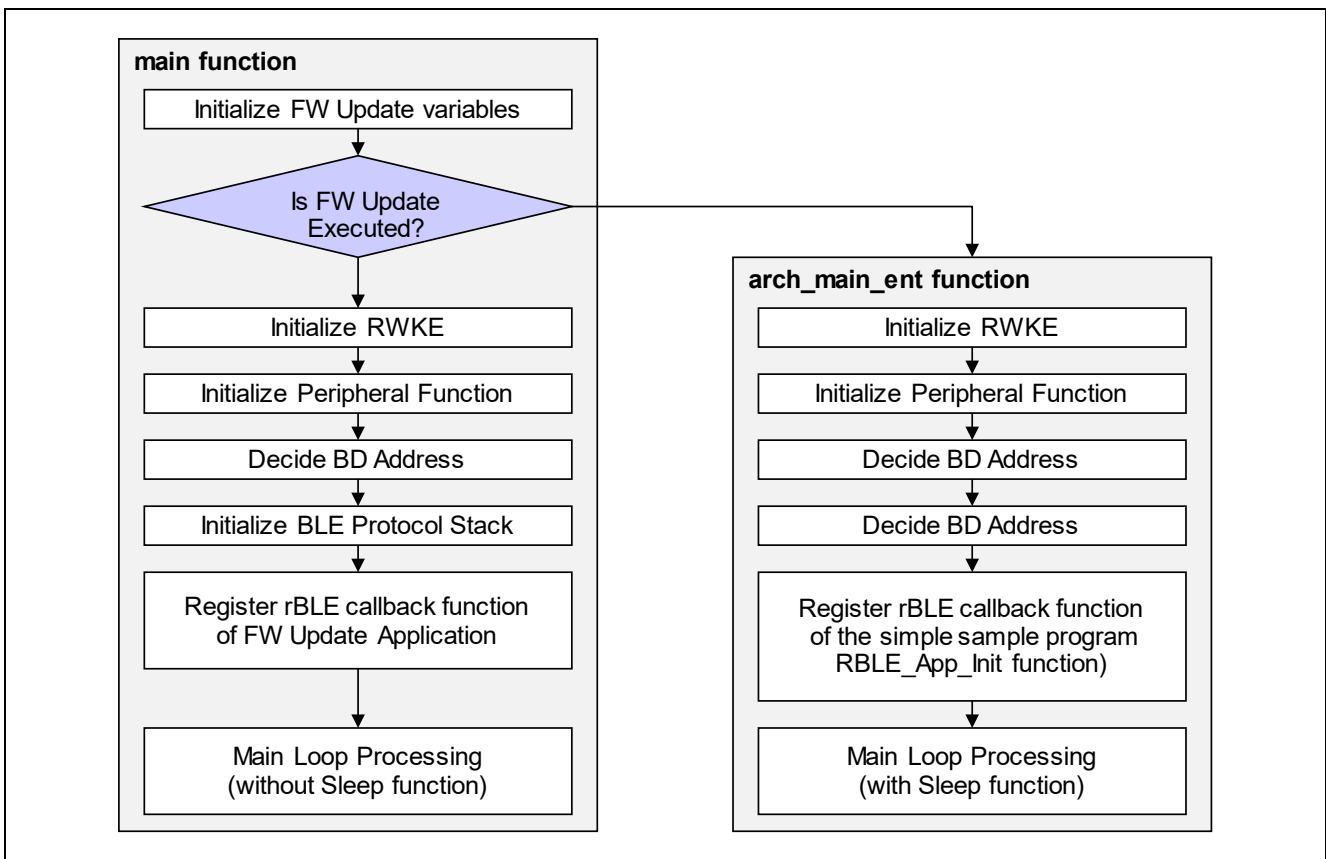 main function
Initialize FW Update variables
Is FW Update
Executed?
Initialize RWKE
Initialize Peripheral Function
Decide BD Address
Initialize BLE Protocol Stack
Register rBLE callback function
of FW Update Application
Main Loop Processing
(without Sleep function)
arch_main_ent function
Initialize RWKE
Initialize Peripheral Function
Decide BD Address
Decide BD Address
Register rBLE callback function
of the simple sample program
RBLE_App_Init function)
Main Loop Processing
(with Sleep function)